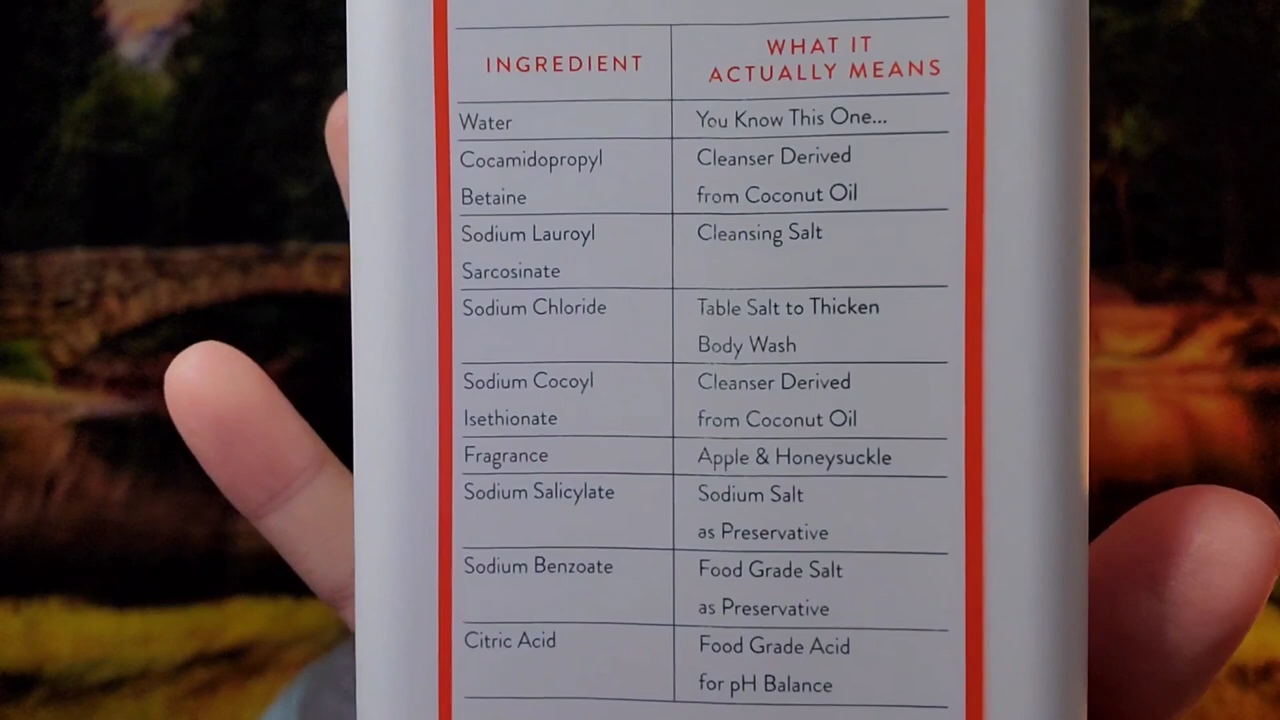 INGREDIENT
WHAT IT
ACTUALLY MEANS
Water
You Know This One...
Cocamidopropyl
Betaine
Cleanser Derived
from Coconut Oil
Sodium Lauroyl
Sarcosinate
Cleansing Salt
Sodium Chloride
Table Salt to Thicken
Body Wash
Sodium Cocoyl
Isethionate
Cleanser Derived
from Coconut Oil
Fragrance
Apple & Honeysuckle
Sodium Salicylate
Sodium Salt
as Preservative
Sodium Benzoate
Food Grade Salt
as Preservative
Citric Acid
Food Grade Acid
for pH Balance